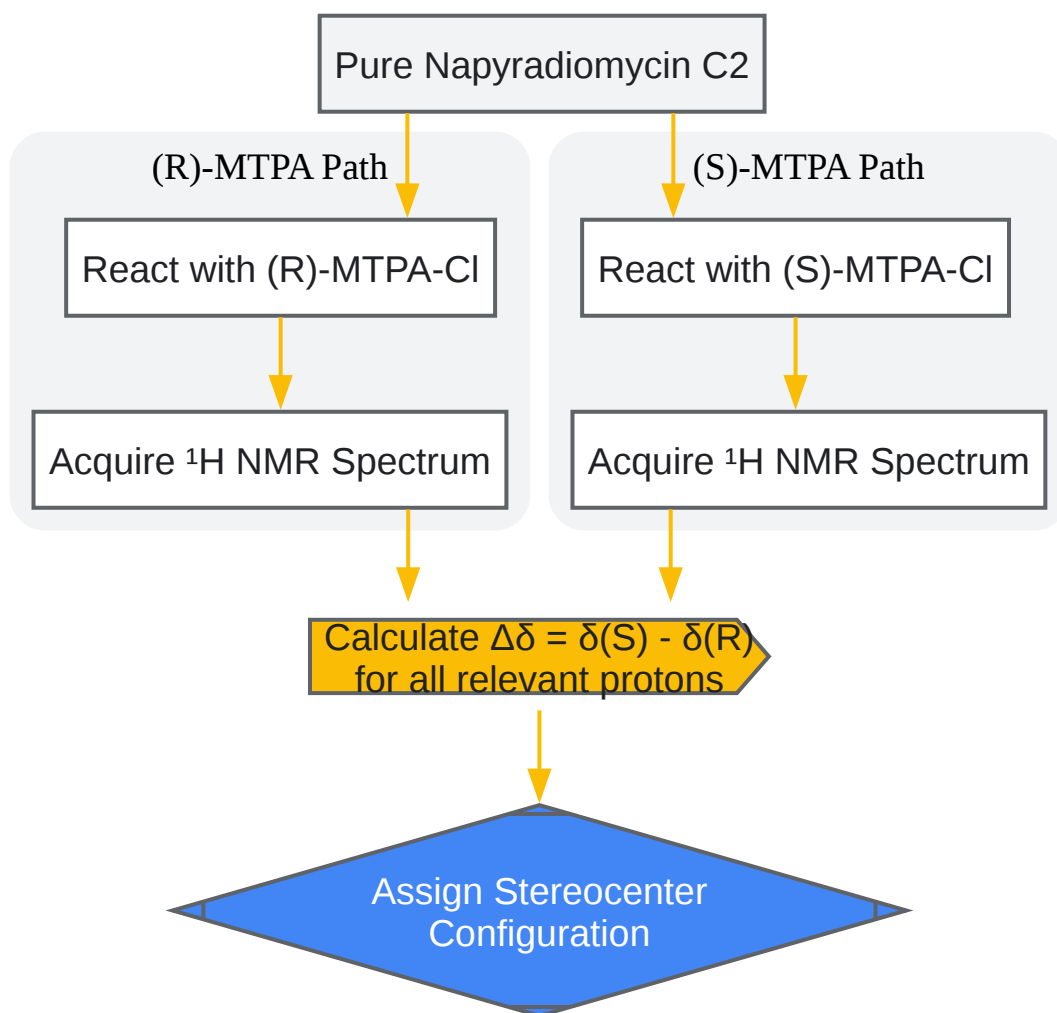 Pure Napyradiomycin C2
(R)-MTPA Path
(S)-MTPA Path
React with (R)-MTPA-Cl
React with (S)-MTPA-Cl
Acquire ¹H NMR Spectrum
Acquire ¹H NMR Spectrum
Calculate Δδ = δ(S) - δ(R)
for all relevant protons
Assign Stereocenter
Configuration